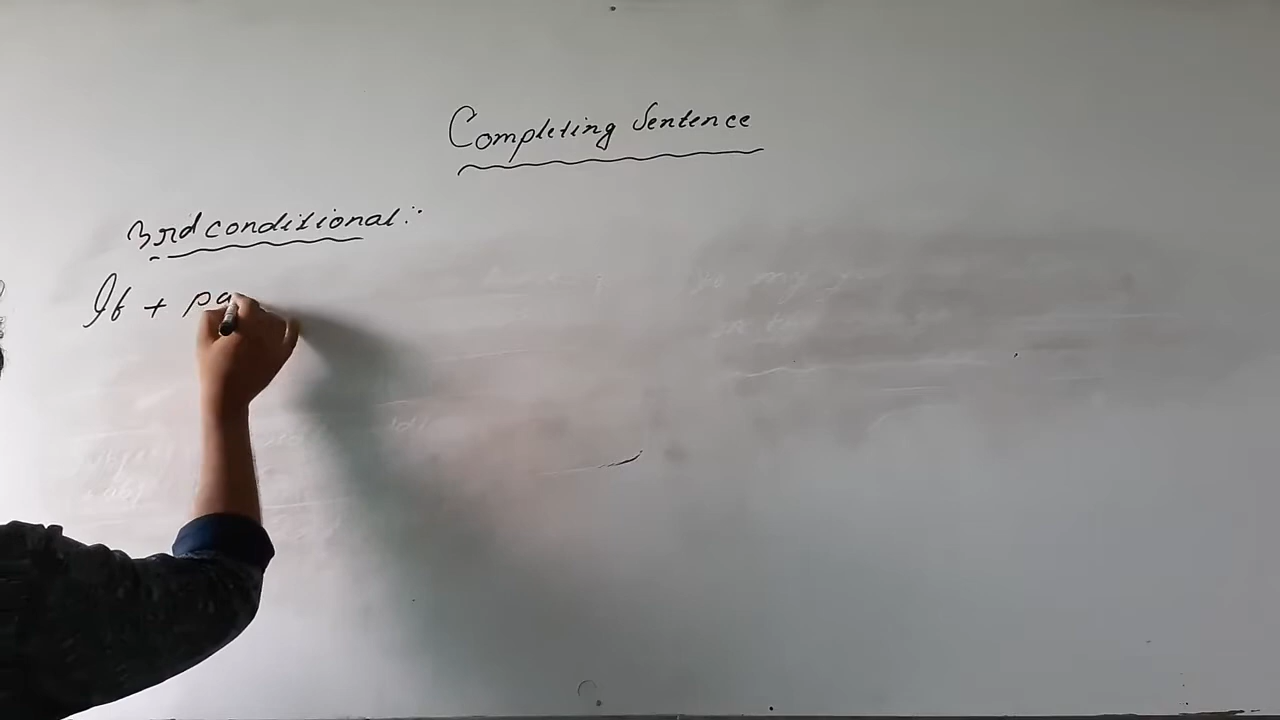 Completing Sentence
3rd conditional:
If + pa